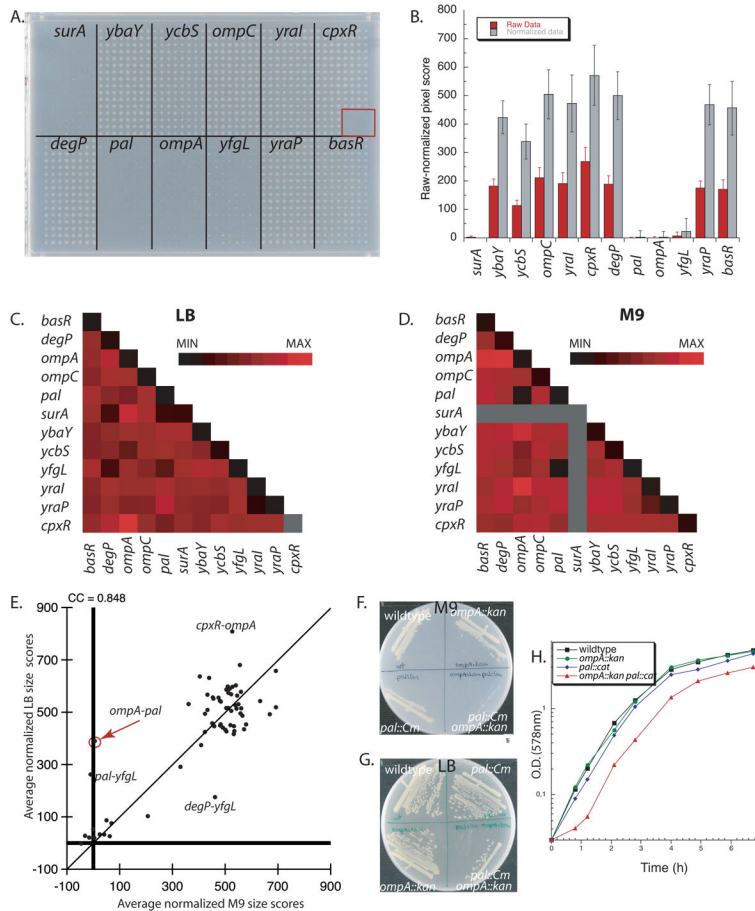 A.
surA ybaY ycbS ompC yraI cpxR
degP pal ompA yfgL yraP basR
B.
Raw Data
Normalized data
Raw-normalized pixel score
800
700
600
500
400
300
200
100
0
surA ybaY ycbS ompC yraI cpxR degP pal ompA yfgL yraP basR
C.
LB
MIN MAX
basR
degP
ompA
ompC
pal
surA
ybaY
ycbS
yfgL
yraI
yraP
cpxR
basR degP ompA ompC pal surA ybaY ycbS yfgL yraI yraP cpxR
D.
M9
MIN MAX
basR
degP
ompA
ompC
pal
surA
ybaY
ycbS
yfgL
yraI
yraP
cpxR
basR degP ompA ompC pal surA ybaY ycbS yfgL yraI yraP cpxR
E.
CC = 0.848
Average normalized LB size scores
900
700
500
300
100
-100
cpxR-ompA
ompA-pal
pal-yfgL
degP-yfgL
-100 100 300 500 700 900
Average normalized M9 size scores
F.
M9
wildtype ompA::kan
wt ompA::kan
pal::Cm
pal::Cm
ompA::kan
G.
LB
wildtype pal::Cm
ompA::kan
pal::Cm
ompA::kan
H.
wildtype
ompA::kan
pal::cat
ompA::kan pal::cat
O.D.(578nm)
1.
0,1
0 1 2 3 4 5 6
Time (h)